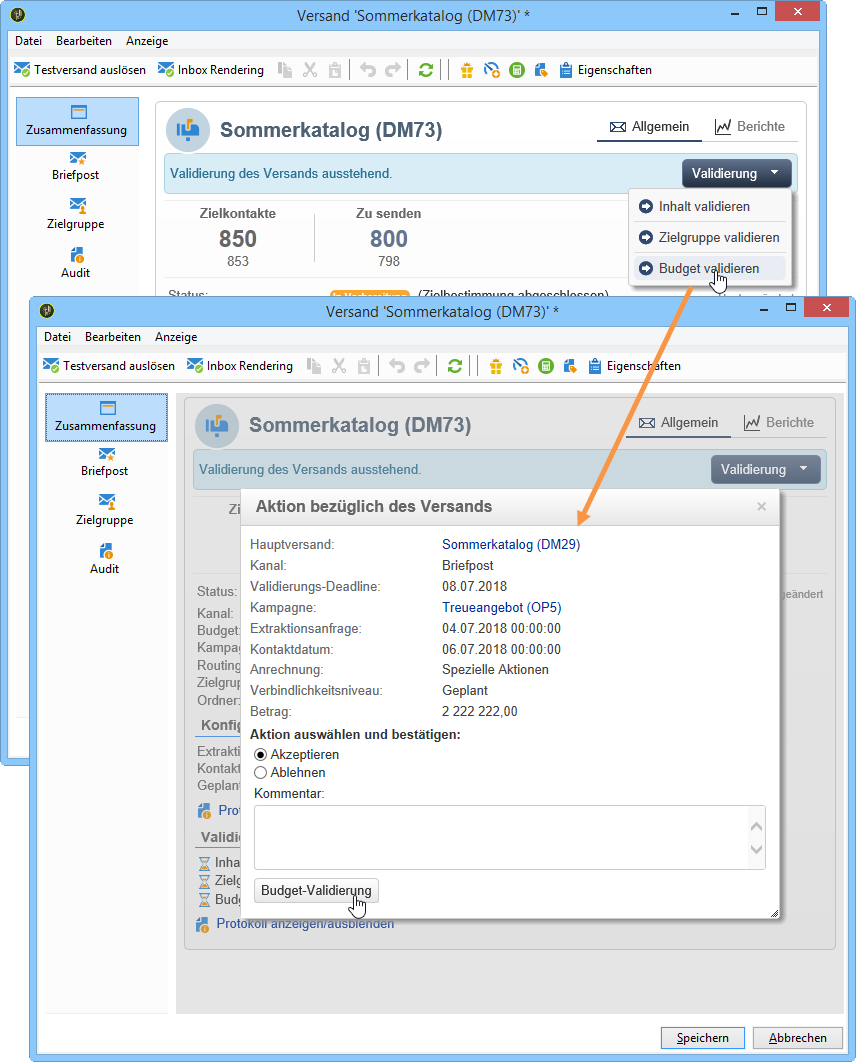 Versand 'Sommerkatalog (DM73)' *
Datei Bearbeiten Anzeige
Testversand auslösen Inbox Rendering Eigenschaften
Zusammenfassung
Briefpost
Zielgruppe
Audit
Sommerkatalog (DM73)
Allgemein Berichte
Validierung des Versands ausstehend.
Validierung
Inhalt validieren
Zielgruppe validieren
Budget validieren
Zielkontakte Zu senden
850 800
853 798
Status: In Vorbereitung (Zielbestimmung abgeschlossen)
Versand 'Sommerkatalog (DM73)' *
Datei Bearbeiten Anzeige
Testversand auslösen Inbox Rendering Eigenschaften
Zusammenfassung
Briefpost
Zielgruppe
Audit
Sommerkatalog (DM73)
Allgemein Berichte
Validierung des Versands ausstehend.
Validierung
Zi
Status: geändert
Kanal:
Budget:
Kampag
Routing
Zielgrup
Ordner:
Konfig
Extrakti
Kontakt
Geplant
Prot
Validi
Inha
Zielg
Budg
Protokoll anzeigen/ausblenden
Aktion bezüglich des Versands ×
Hauptversand: Sommerkatalog (DM29)
Kanal: Briefpost
Validierungs-Deadline: 08.07.2018
Kampagne: Treueangebot (OP5)
Extraktionsanfrage: 04.07.2018 00:00:00
Kontaktdatum: 06.07.2018 00:00:00
Anrechnung: Spezielle Aktionen
Verbindlichkeitsniveau: Geplant
Betrag: 2 222 222,00
Aktion auswählen und bestätigen:
Akzeptieren
Ablehnen
Kommentar:
Budget-Validierung
Speichern Abbrechen